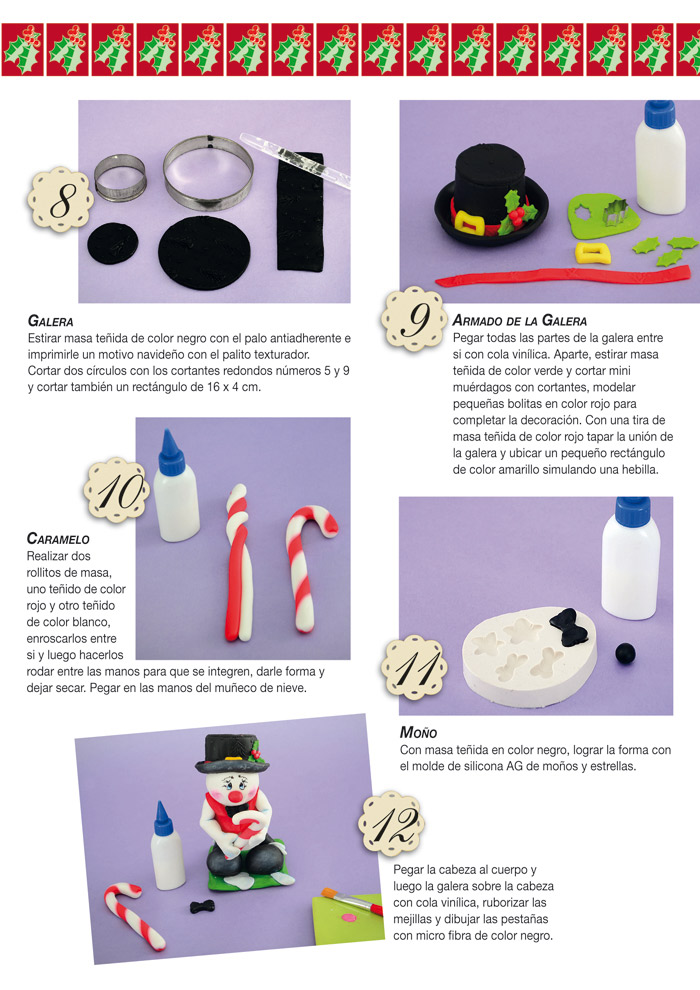 8
GALERA
Estirar masa teñida de color negro con el palo antiadherente e
imprimirle un motivo navideño con el palito texturador.
Cortar dos círculos con los cortantes redondos números 5 y 9
y cortar también un rectángulo de 16 x 4 cm.
9
ARMADO DE LA GALERA
Pegar todas las partes de la galera entre
si con cola vinílica. Aparte, estirar masa
teñida de color verde y cortar mini
muérdagos con cortantes, modelar
pequeñas bolitas en color rojo para
completar la decoración. Con una tira de
masa teñida de color rojo tapar la unión de
la galera y ubicar un pequeño rectángulo
de color amarillo simulando una hebilla.
10
CARAMELO
Realizar dos
rollitos de masa,
uno teñido de color
rojo y otro teñido
de color blanco,
enroscarlos entre
si y luego hacerlos
rodar entre las manos para que se integren, darle forma y
dejar secar. Pegar en las manos del muñeco de nieve.
11
MOÑO
Con masa teñida en color negro, lograr la forma con
el molde de silicona AG de moños y estrellas.
12
Pegar la cabeza al cuerpo y
luego la galera sobre la cabeza
con cola vinílica, ruborizar las
mejillas y dibujar las pestañas
con micro fibra de color negro.